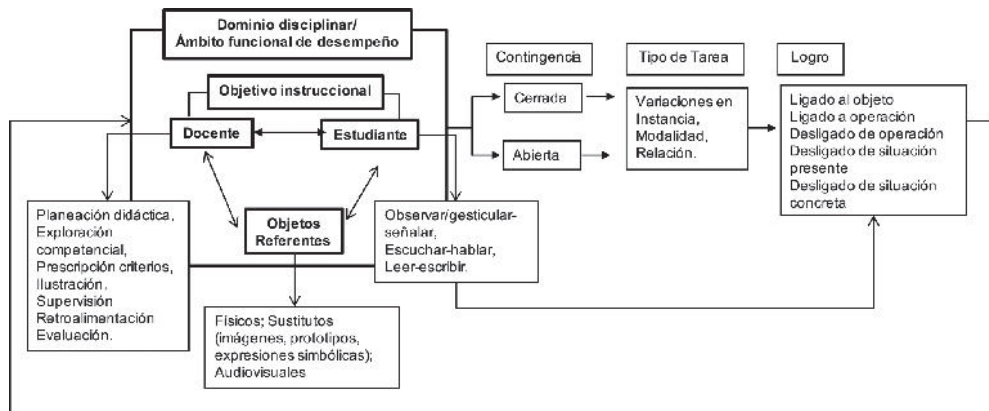 Dominio disciplinar/
Ámbito funcional de desempeño
Objetivo instruccional
Docente
Estudiante
Objetos
Referentes
Planeación didáctica,
Exploración
competencial,
Prescripción criterios,
Ilustración,
Supervisión
Retroalimentación
Evaluación.
Físicos; Sustitutos
(imágenes, prototipos,
expresiones simbólicas);
Audiovisuales
Observar/gesticular-
señalar,
Escuchar-hablar,
Leer-escribir.
Contingencia
Cerrada
Abierta
Tipo de Tarea
Variaciones en
Instancia,
Modalidad,
Relación.
Logro
Ligado al objeto
Ligado a operación
Desligado de operación
Desligado de situación
presente
Desligado de situación
concreta